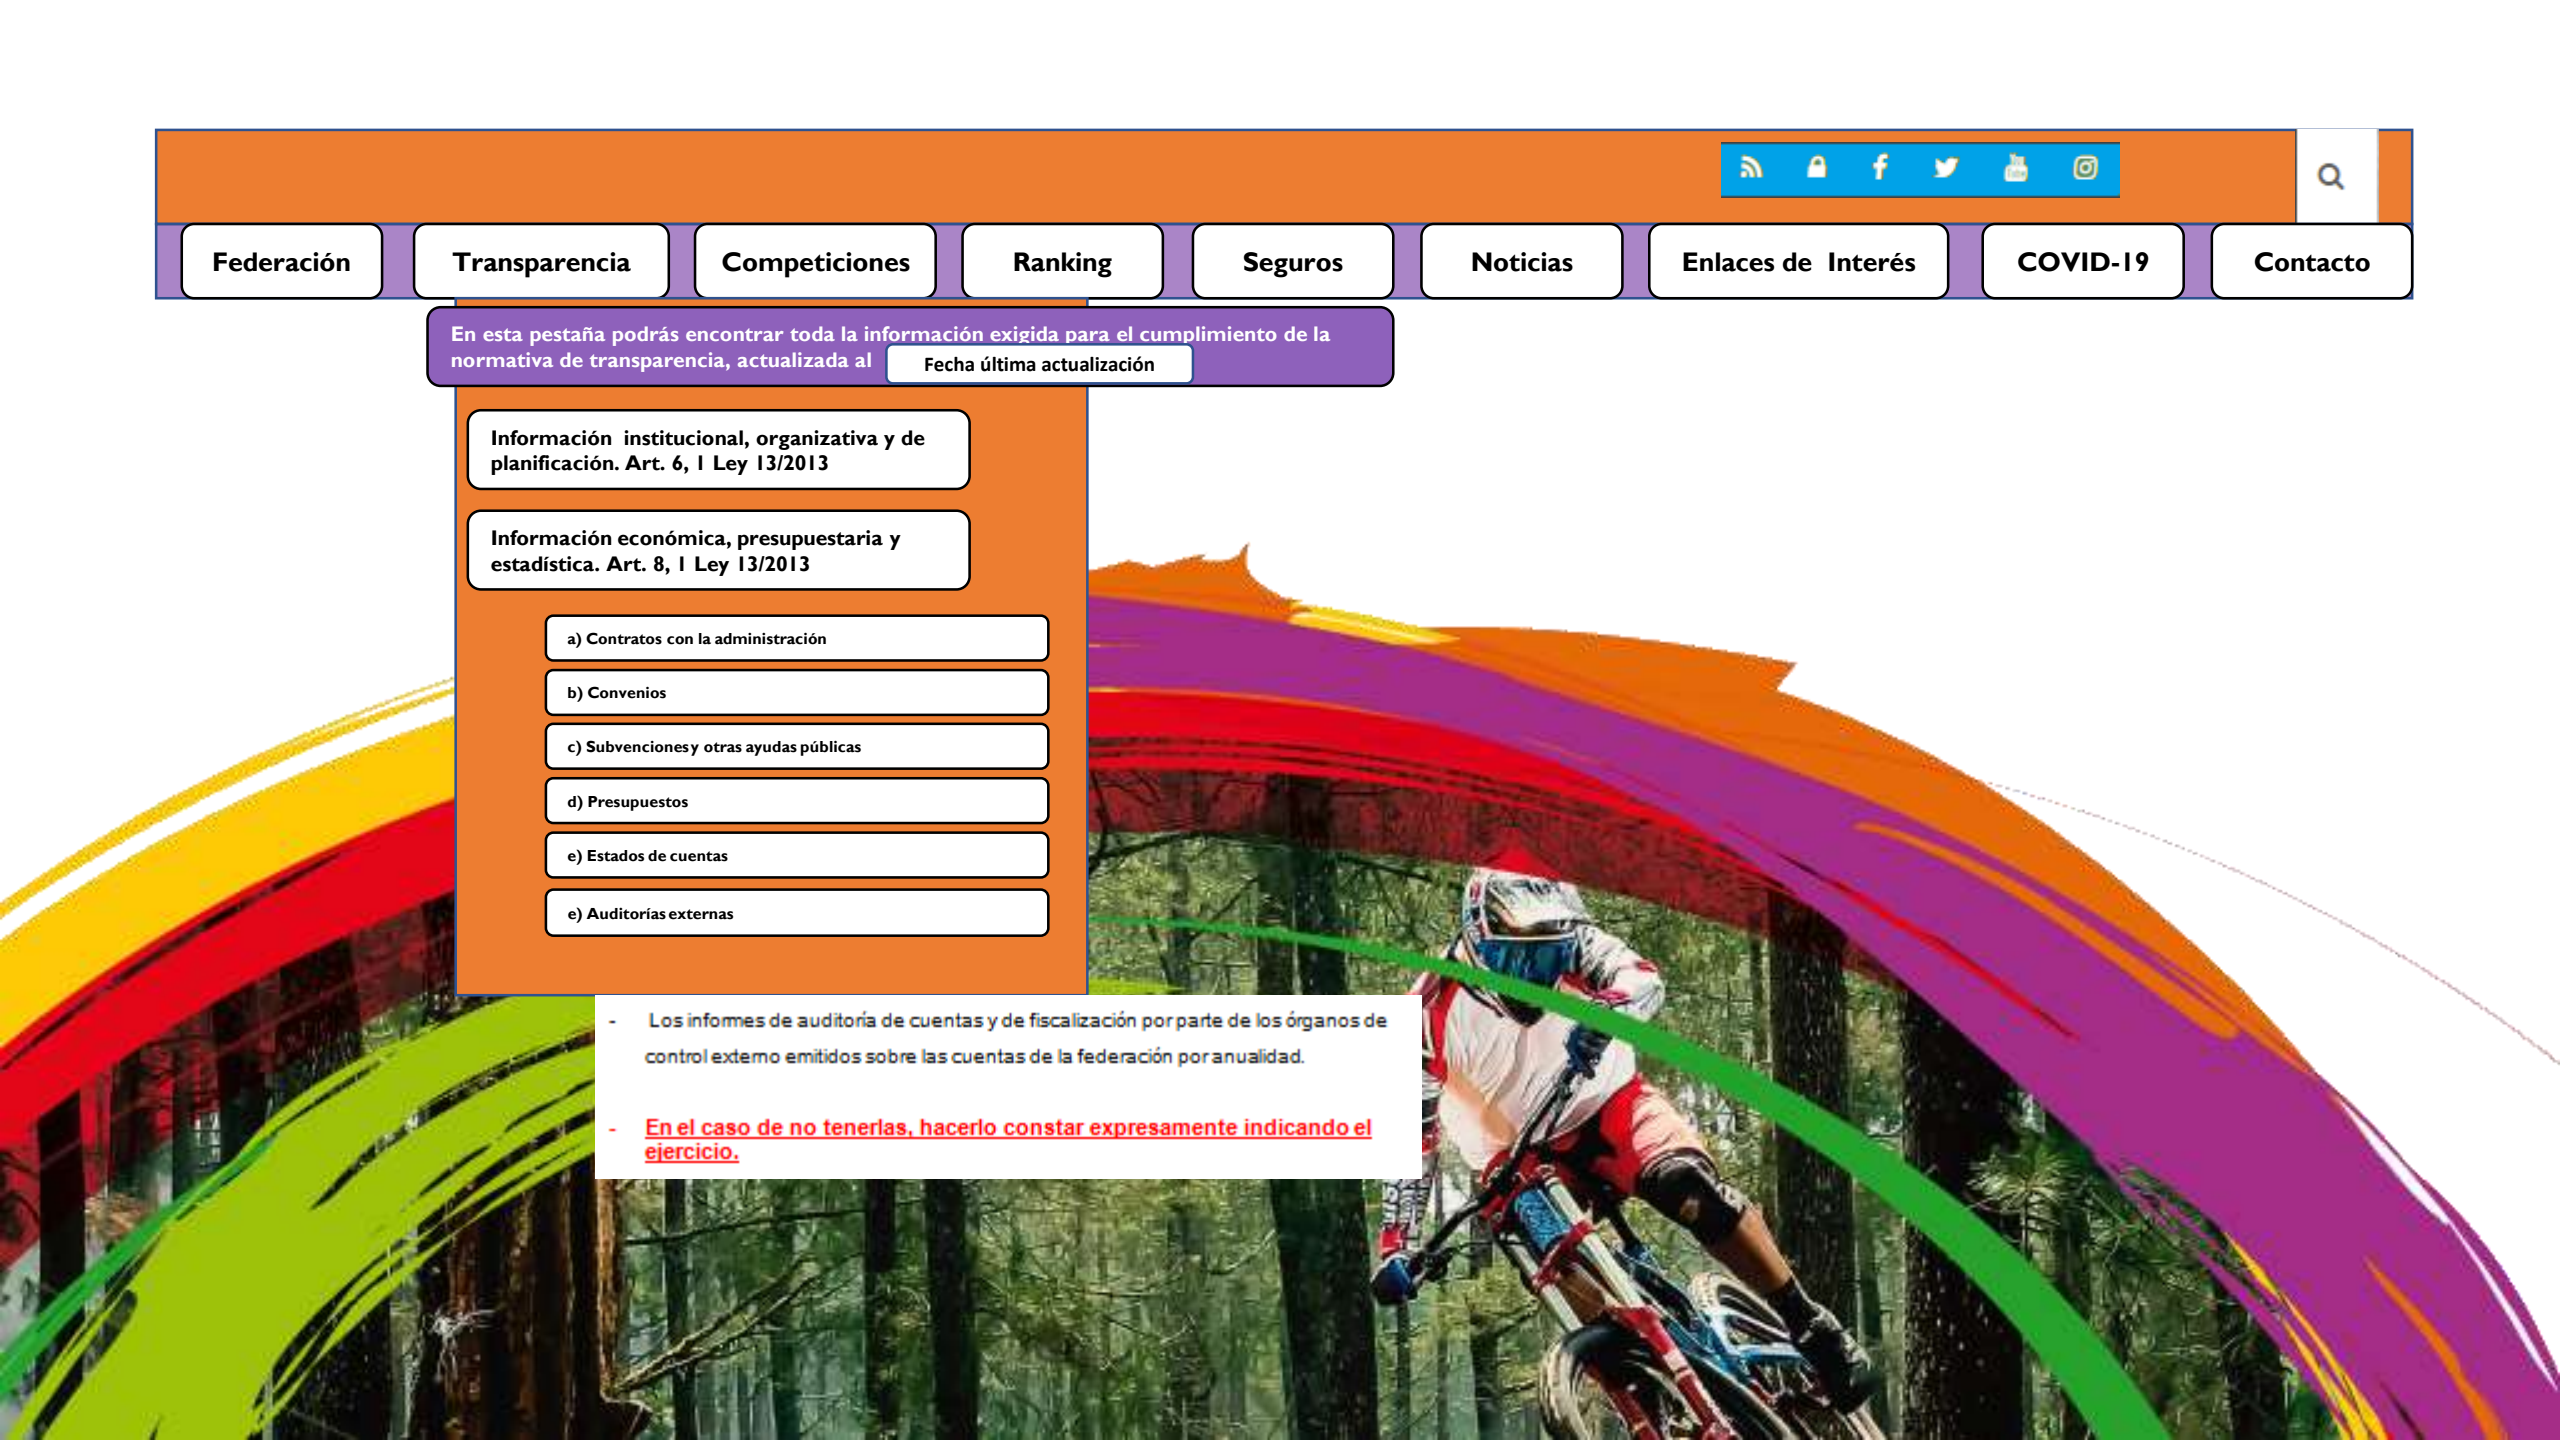 Federación
Transparencia
Competiciones
Ranking
Seguros
Noticias
Enlaces de Interés
COVID-19
Contacto
En esta pestaña podrás encontrar toda la información exigida para el cumplimiento de la
normativa de transparencia, actualizada al
Fecha última actualización
Información institucional, organizativa y de
planificación. Art. 6, 1 Ley 13/2013
Información económica, presupuestaria y
estadística. Art. 8, 1 Ley 13/2013
a) Contratos con la administración
b) Convenios
c) Subvenciones y otras ayudas públicas
d) Presupuestos
e) Estados de cuentas
e) Auditorías externas
- Los informes de auditoría de cuentas y de fiscalización por parte de los órganos de
control externo emitidos sobre las cuentas de la federación por anualidad.
- En el caso de no tenerlas, hacerlo constar expresamente indicando el
ejercicio.